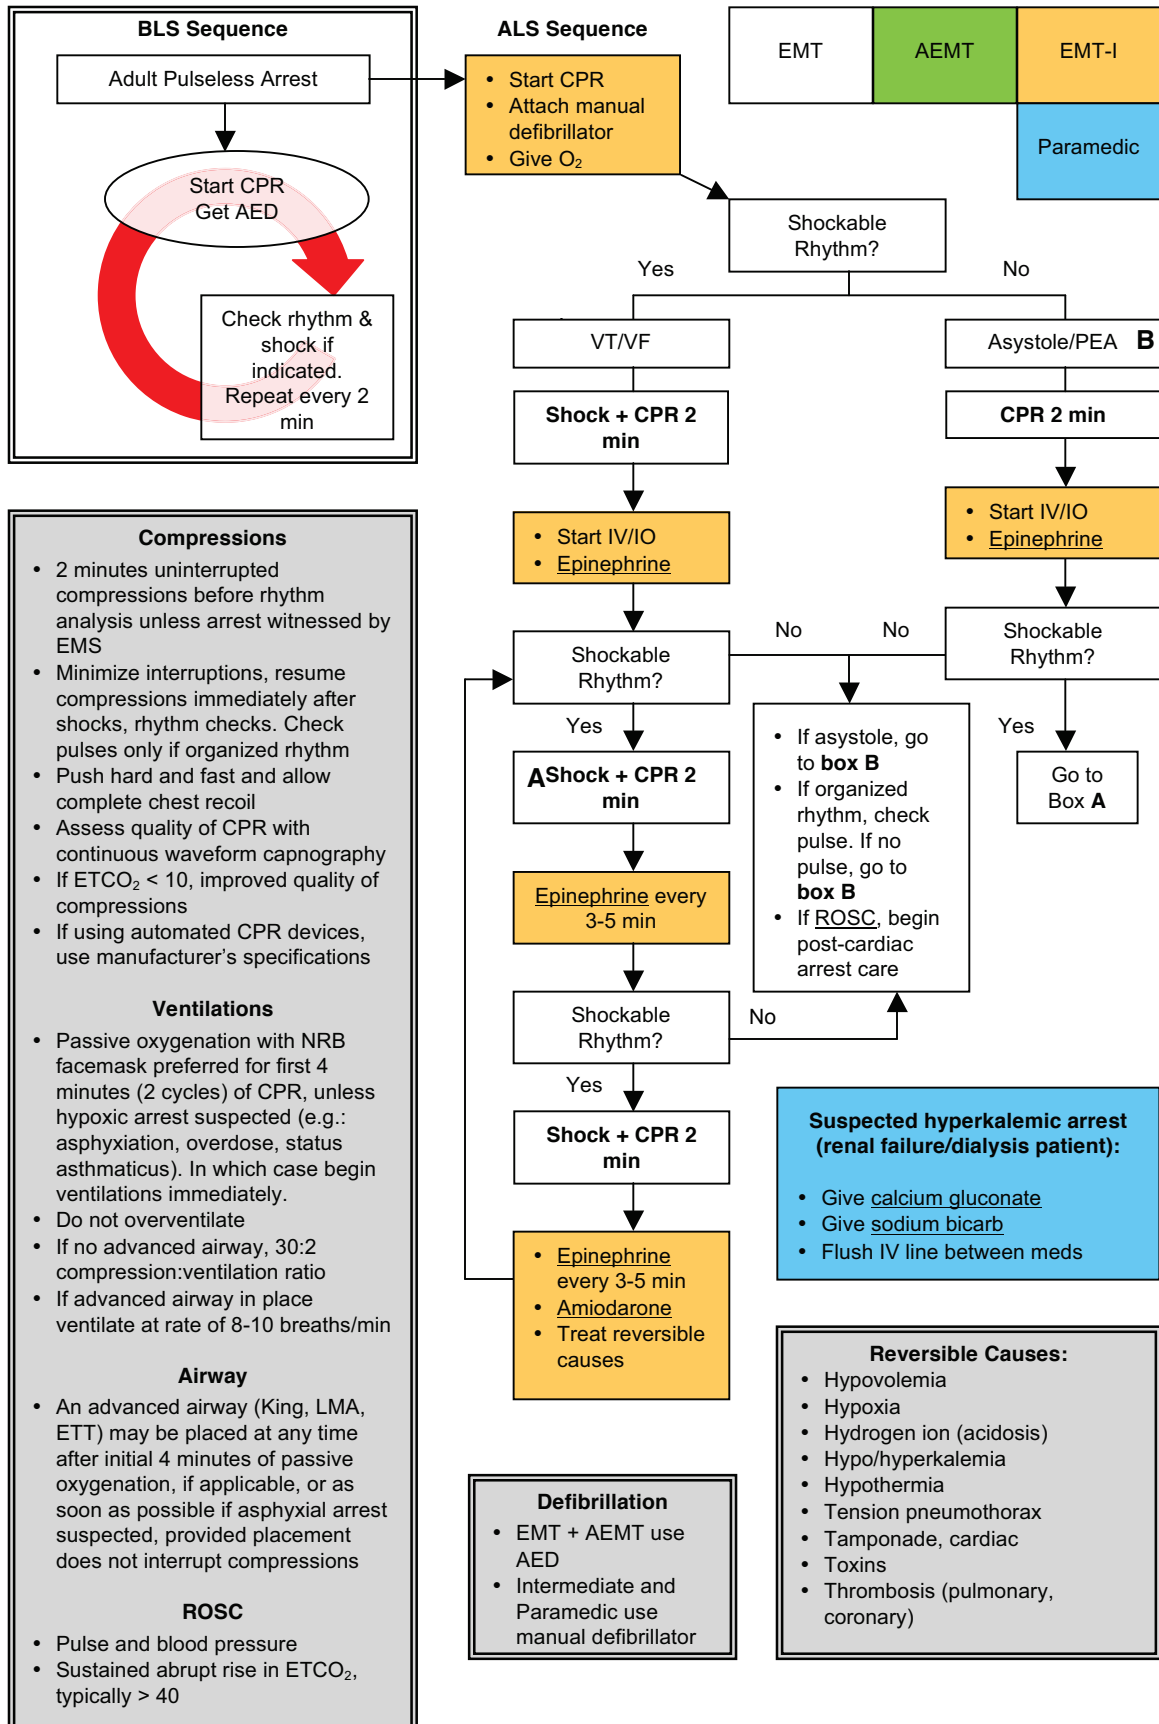 BLS Sequence
Adult Pulseless Arrest
Start CPR
Get AED
Check rhythm &
shock if
indicated.
Repeat every 2
min
ALS Sequence
• Start CPR
• Attach manual
defibrillator
• Give O₂
EMT
AEMT
EMT-I
Paramedic
Shockable
Rhythm?
Yes
No
VT/VF
Asystole/PEA B
Shock + CPR 2
min
CPR 2 min
• Start IV/IO
• Epinephrine
• Start IV/IO
• Epinephrine
Shockable
Rhythm?
No
No
Shockable
Rhythm?
Yes
Yes
A Shock + CPR 2
min
• If asystole, go
to box B
• If organized
rhythm, check
pulse. If no
pulse, go to
box B
• If ROSC, begin
post-cardiac
arrest care
Go to
Box A
Epinephrine every
3-5 min
Shockable
Rhythm?
No
Yes
Shock + CPR 2
min
• Epinephrine
every 3-5 min
• Amiodarone
• Treat reversible
causes
Suspected hyperkalemic arrest
(renal failure/dialysis patient):
• Give calcium gluconate
• Give sodium bicarb
• Flush IV line between meds
Compressions
• 2 minutes uninterrupted
compressions before rhythm
analysis unless arrest witnessed by
EMS
• Minimize interruptions, resume
compressions immediately after
shocks, rhythm checks. Check
pulses only if organized rhythm
• Push hard and fast and allow
complete chest recoil
• Assess quality of CPR with
continuous waveform capnography
• If ETCO₂ < 10, improved quality of
compressions
• If using automated CPR devices,
use manufacturer's specifications
Ventilations
• Passive oxygenation with NRB
facemask preferred for first 4
minutes (2 cycles) of CPR, unless
hypoxic arrest suspected (e.g.:
asphyxiation, overdose, status
asthmaticus). In which case begin
ventilations immediately.
• Do not overventilate
• If no advanced airway, 30:2
compression:ventilation ratio
• If advanced airway in place
ventilate at rate of 8-10 breaths/min
Airway
• An advanced airway (King, LMA,
ETT) may be placed at any time
after initial 4 minutes of passive
oxygenation, if applicable, or as
soon as possible if asphyxial arrest
suspected, provided placement
does not interrupt compressions
ROSC
• Pulse and blood pressure
• Sustained abrupt rise in ETCO₂,
typically > 40
Defibrillation
• EMT + AEMT use
AED
• Intermediate and
Paramedic use
manual defibrillator
Reversible Causes:
• Hypovolemia
• Hypoxia
• Hydrogen ion (acidosis)
• Hypo/hyperkalemia
• Hypothermia
• Tension pneumothorax
• Tamponade, cardiac
• Toxins
• Thrombosis (pulmonary,
coronary)